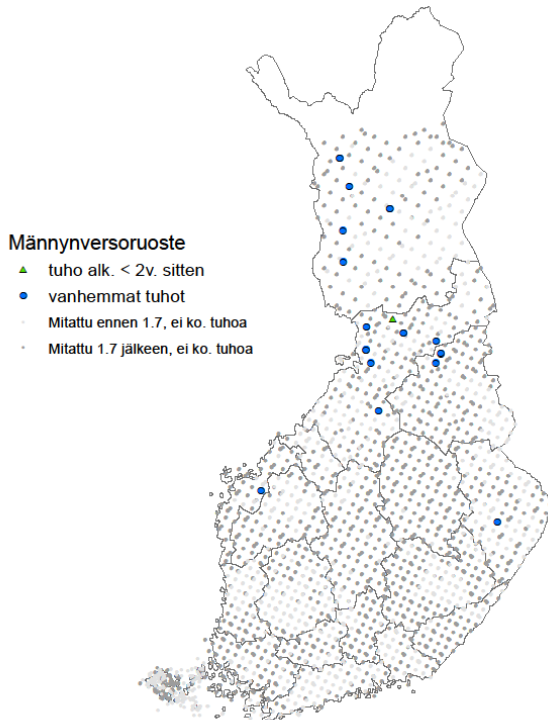 Männynversoruoste
tuho alk. < 2v. sitten
vanhemmat tuhot
Mitattu ennen 1.7, ei ko. tuhoa
Mitattu 1.7 jälkeen, ei ko. tuhoa